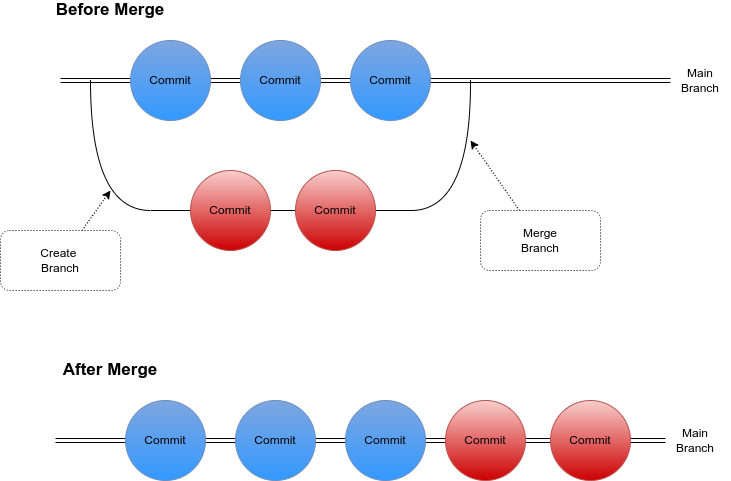 Before Merge
Commit
Commit
Commit
Main
Branch
Commit
Commit
Create
Branch
Merge
Branch
After Merge
Commit
Commit
Commit
Commit
Commit
Main
Branch